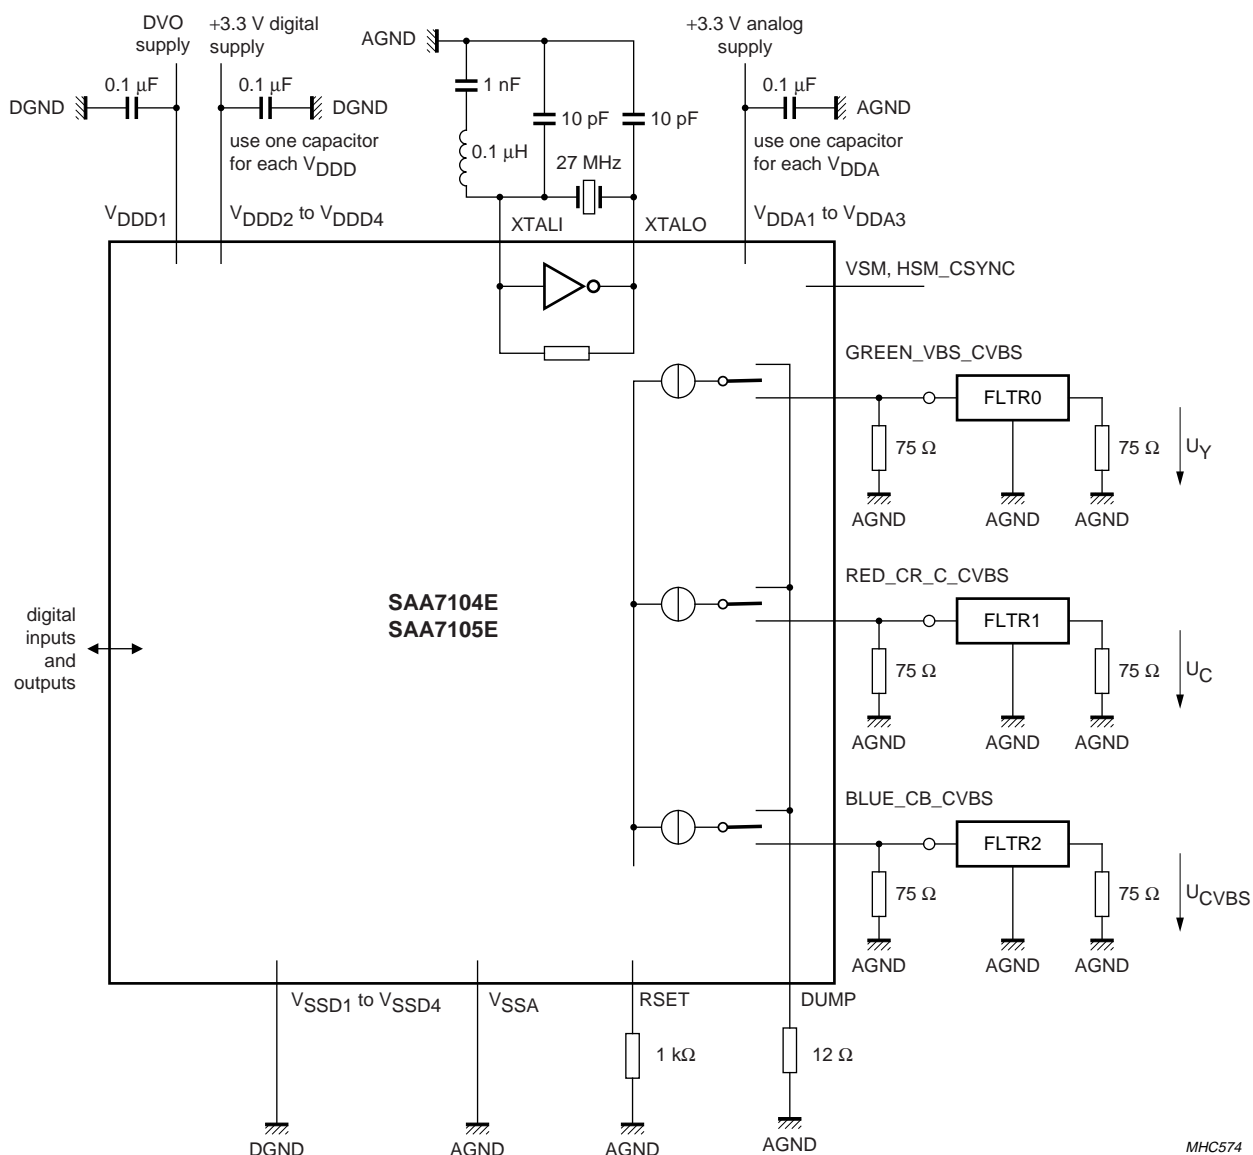 DVO
supply
+3.3 V digital
supply
AGND
+3.3 V analog
supply
0.1 μF
0.1 μF
1 nF
0.1 μF
DGND
DGND
10 pF
10 pF
AGND
use one capacitor
for each VDDD
0.1 μH
27 MHz
use one capacitor
for each VDDA
VDDD1
VDDD2 to VDDD4
XTALI
XTALO
VDDA1 to VDDA3
VSM, HSM_CSYNC
GREEN_VBS_CVBS
FLTR0
75 Ω
75 Ω
UY
AGND
AGND
AGND
RED_CR_C_CVBS
SAA7104E
SAA7105E
digital
inputs
and
outputs
FLTR1
75 Ω
75 Ω
UC
AGND
AGND
AGND
BLUE_CB_CVBS
FLTR2
75 Ω
75 Ω
UCVBS
AGND
AGND
AGND
VSSD1 to VSSD4
VSSA
RSET
DUMP
1 kΩ
12 Ω
DGND
AGND
AGND
AGND
MHC574